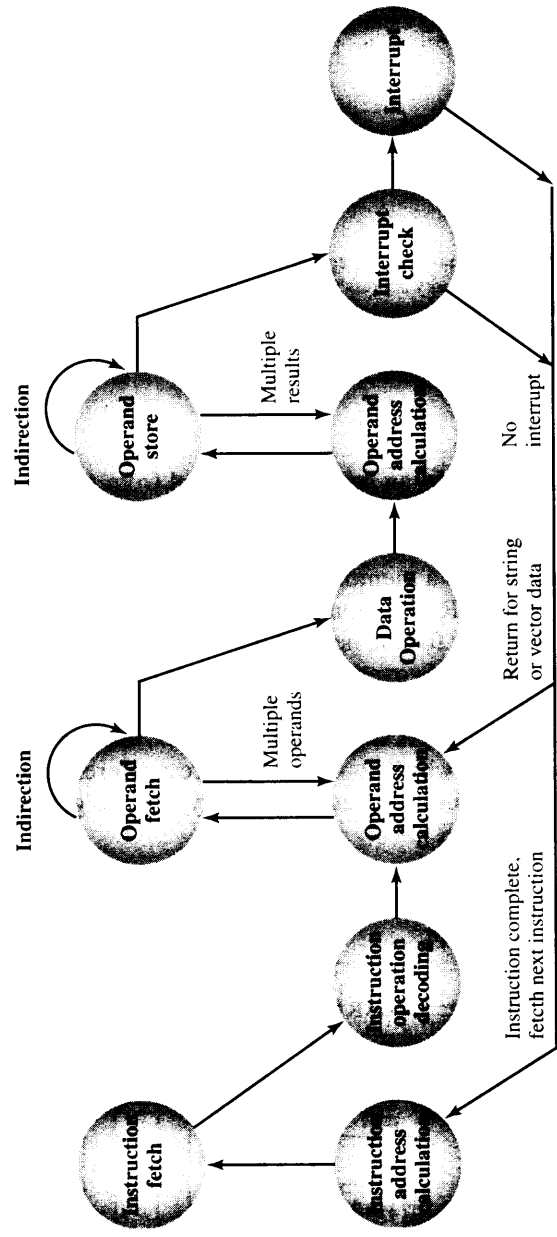 Indirection
Indirection
Instruction
fetch
Operand
fetch
Operand
store
Multiple
operands
Multiple
results
Instruction
address
calculation
Instruction
operation
decoding
Operand
address
calculation
Data
Operation
Operand
address
calculation
Interrupt
check
Interrupt
Instruction complete,
fetcth next instruction
Return for string
or vector data
No
interrupt